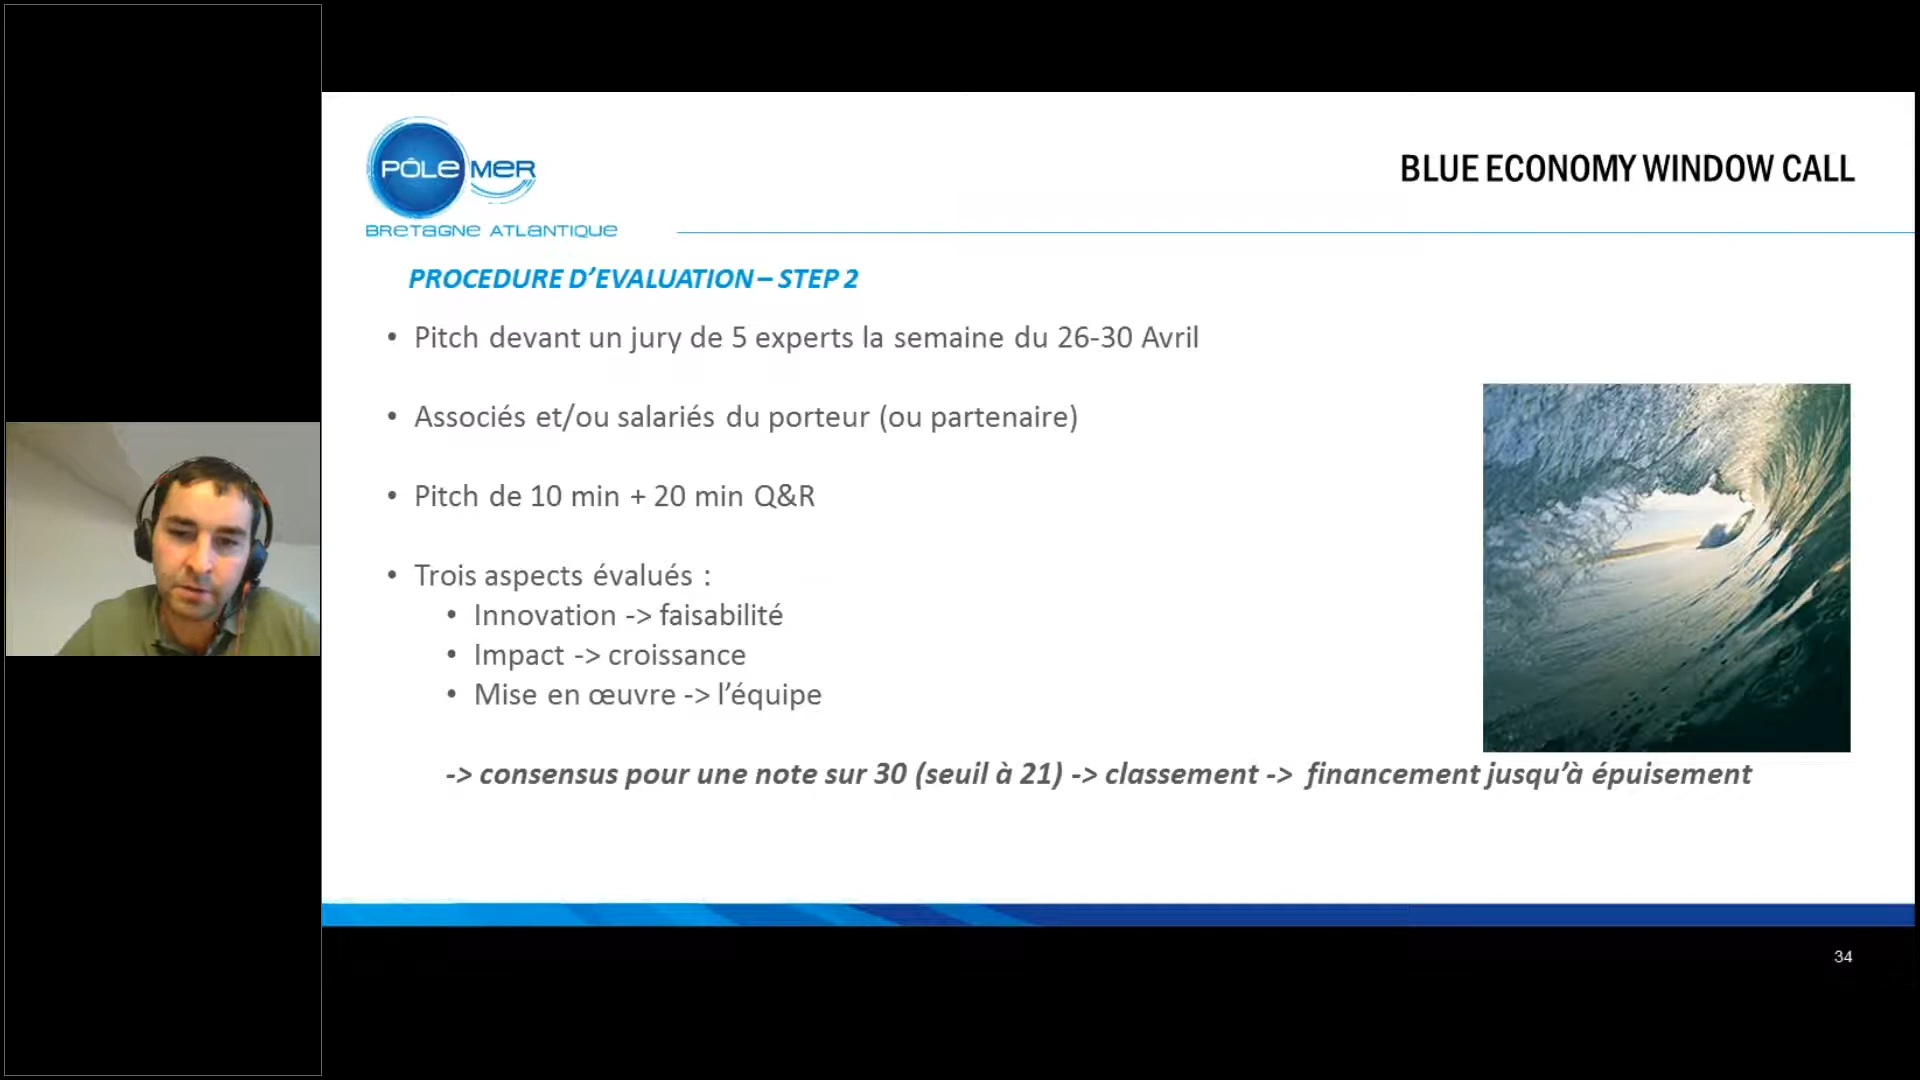 PÔLE MER
BRETAGNE ATLANTIQUE
BLUE ECONOMY WINDOW CALL
PROCEDURE D’EVALUATION – STEP 2
• Pitch devant un jury de 5 experts la semaine du 26-30 Avril
• Associés et/ou salariés du porteur (ou partenaire)
• Pitch de 10 min + 20 min Q&R
• Trois aspects évalués :
• Innovation -> faisabilité
• Impact -> croissance
• Mise en œuvre -> l’équipe
-> consensus pour une note sur 30 (seuil à 21) -> classement -> financement jusqu’à épuisement
34